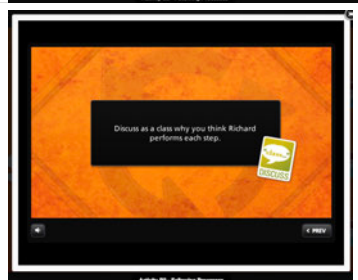 Discuss as a class why you think Richard
performs each step.
DISCUSS
< PREV